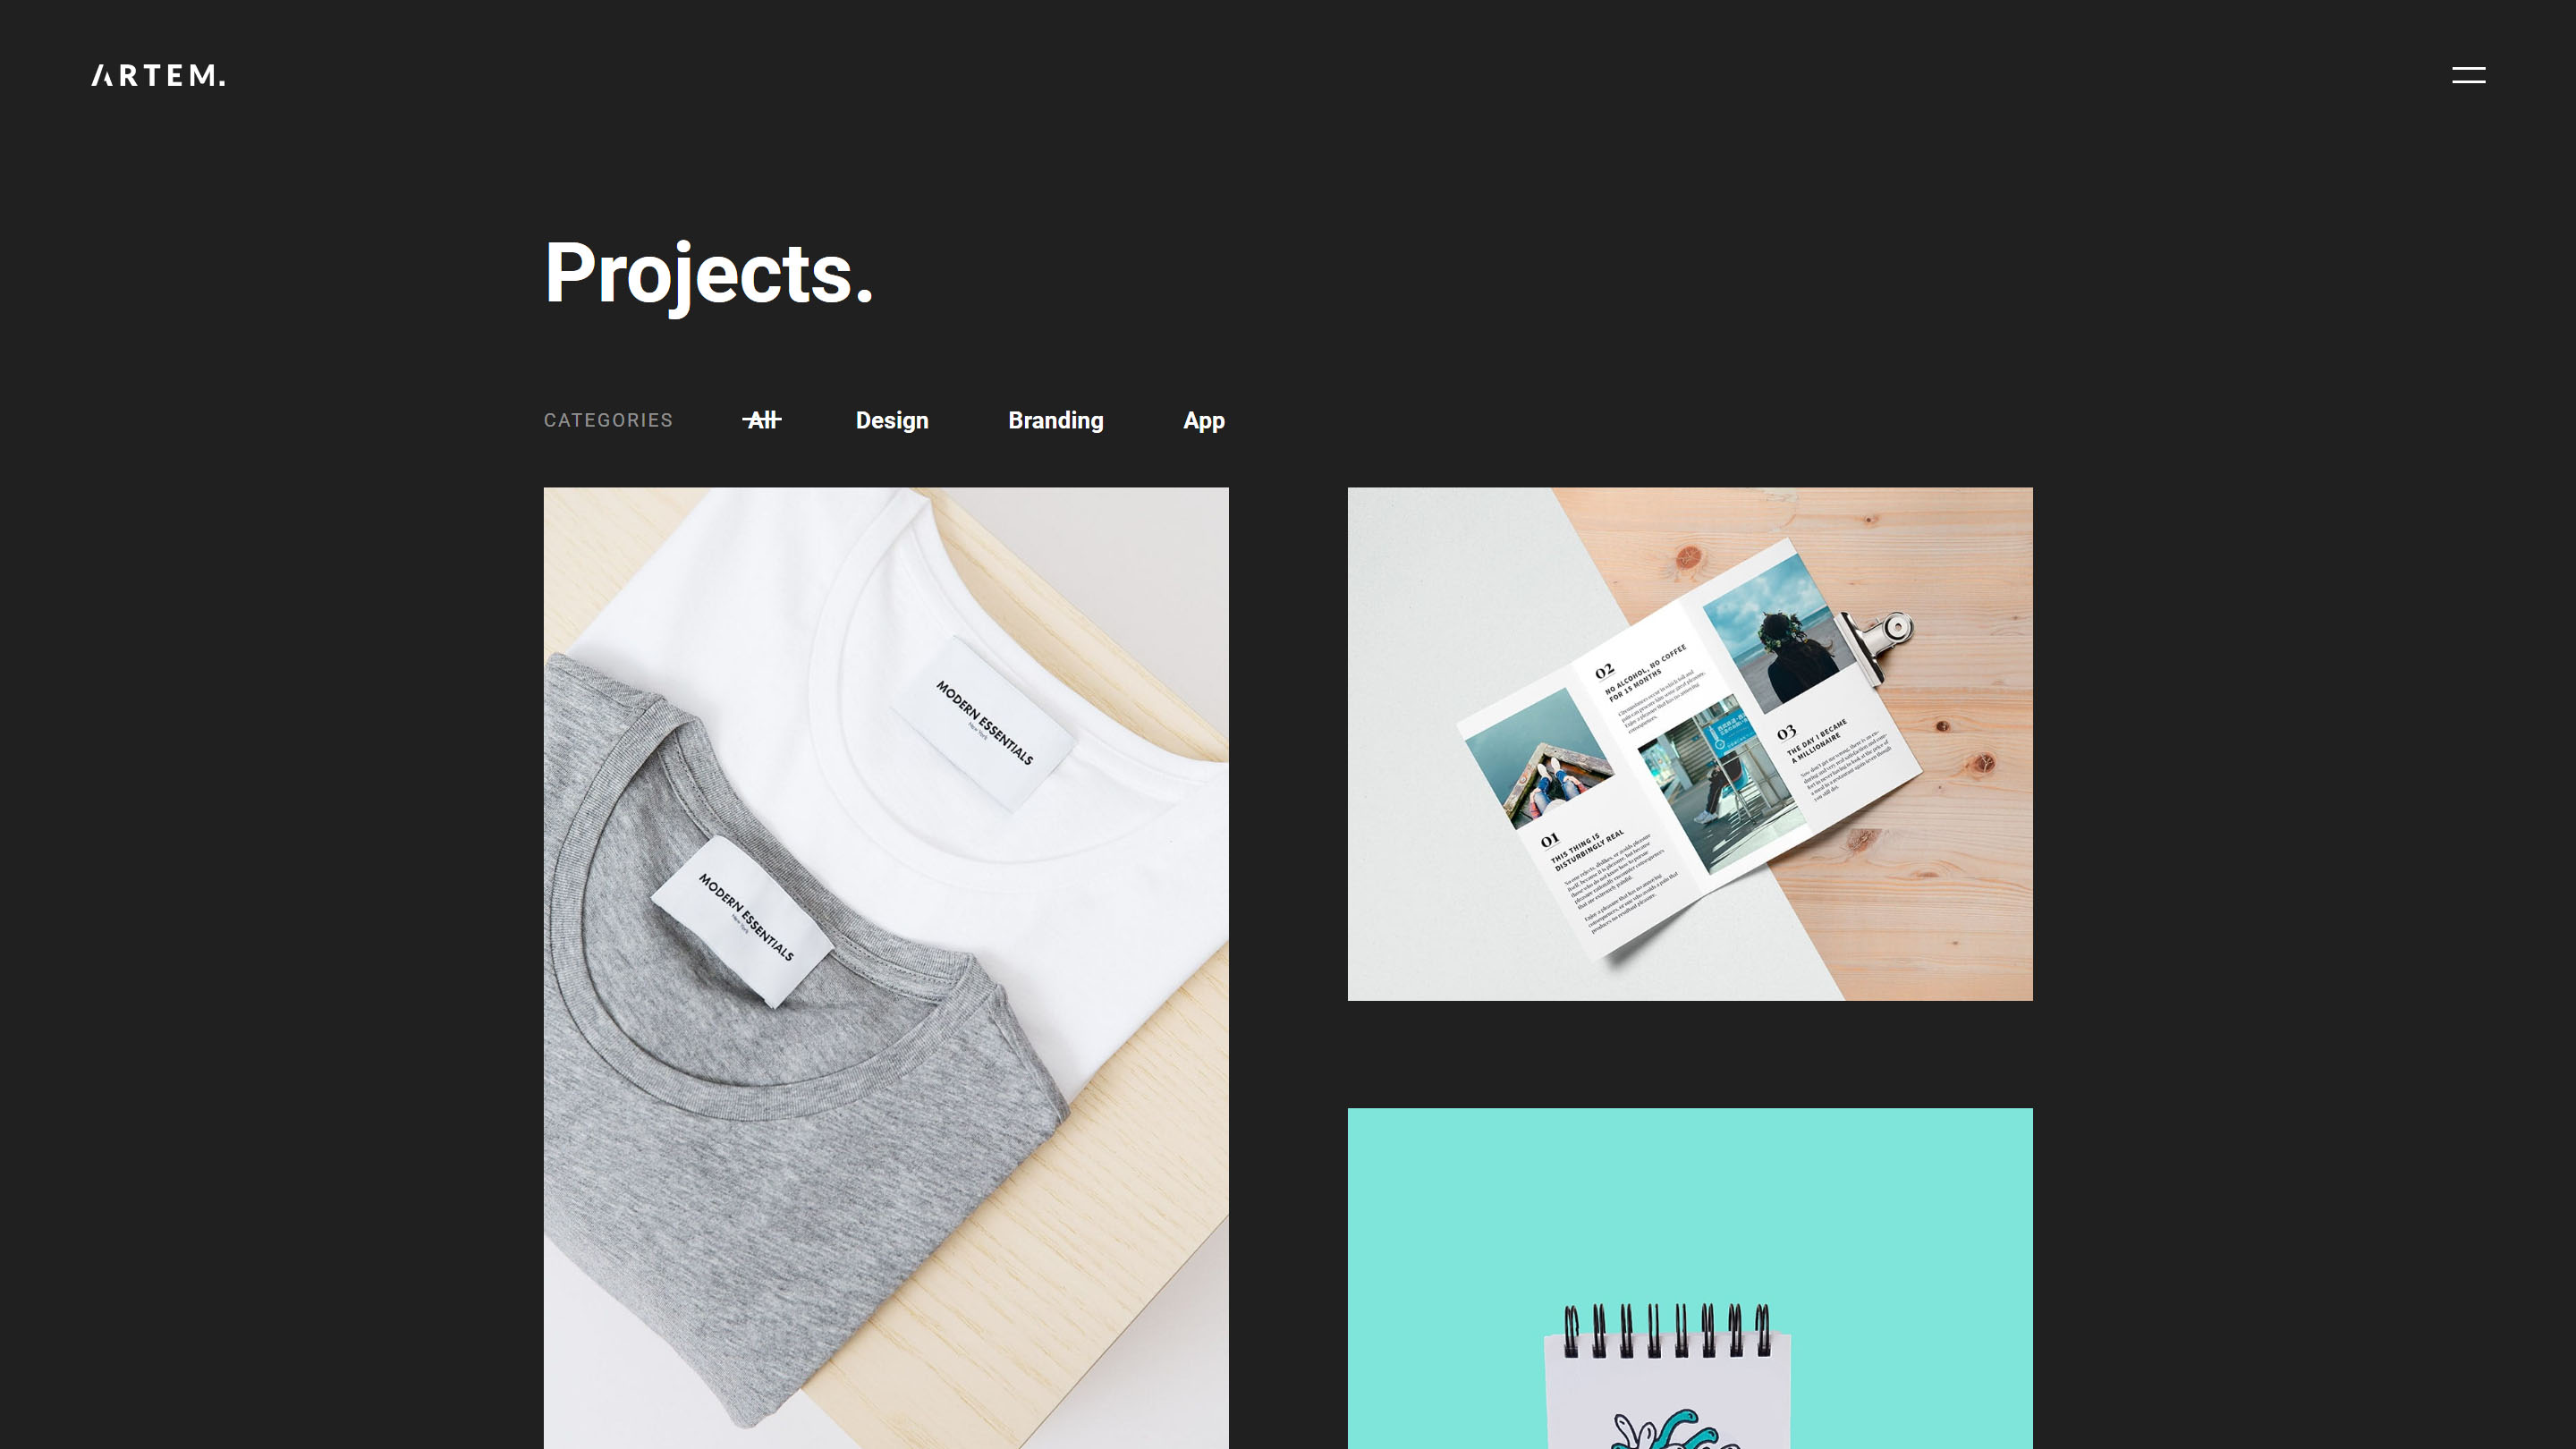 ARTEM.
Projects.
CATEGORIES All Design Branding App
MODERN ESSENTIALS
New York
MODERN ESSENTIALS
New York
02
NO ALCOHOL, NO COFFEE
FOR 15 MONTHS
03
THE DAY I BECAME
A MILLIONAIRE
01
THIS THING IS
DISTURBINGLY REAL